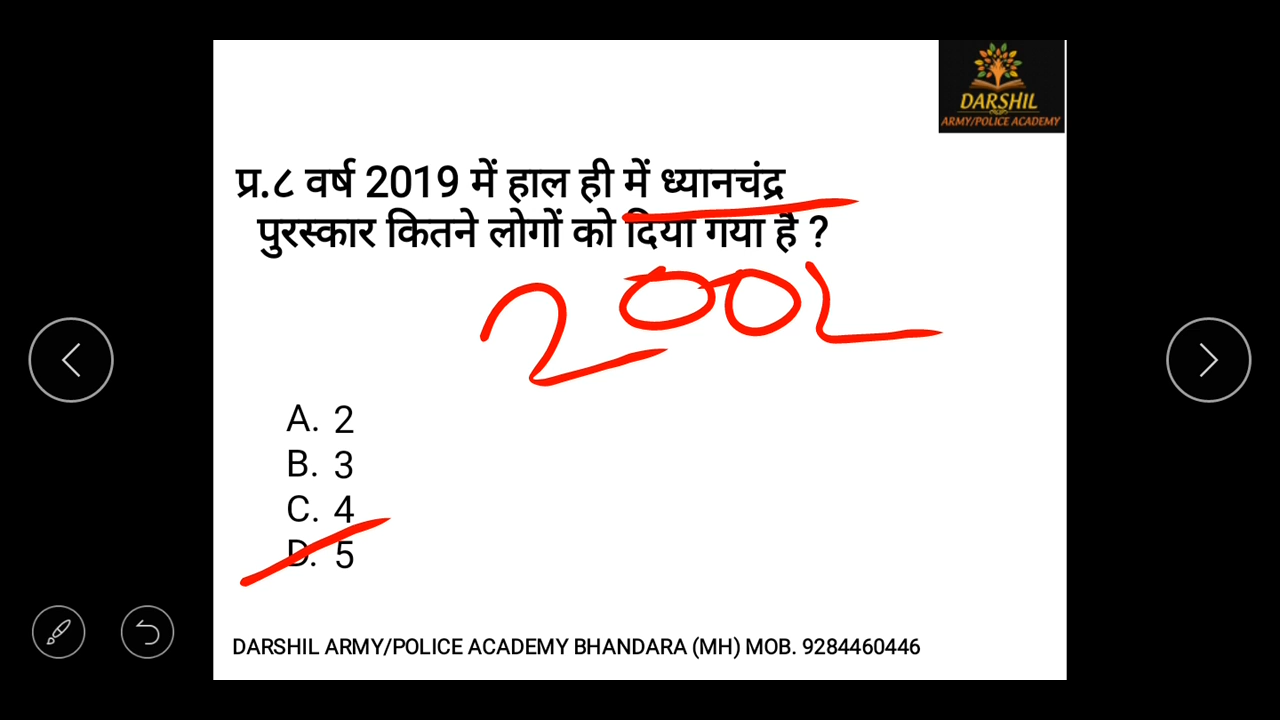 DARSHIL
ARMY/POLICE ACADEMY
प्र.८ वर्ष 2019 में हाल ही में ध्यानचंद्र
पुरस्कार कितने लोगों को दिया गया है ?
2002
A. 2
B. 3
C. 4
D. 5
DARSHIL ARMY/POLICE ACADEMY BHANDARA (MH) MOB. 9284460446